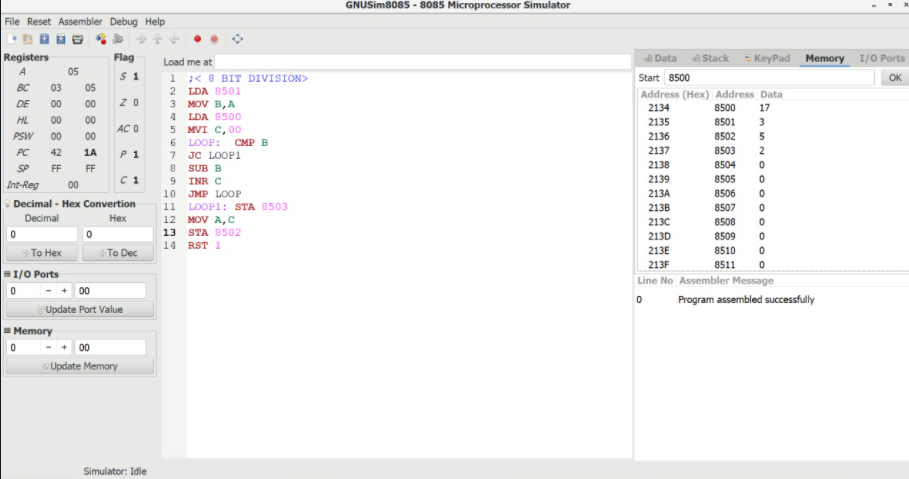 GNUSim8085 - 8085 Microprocessor Simulator
File Reset Assembler Debug Help
Registers
A 05
BC 03 05
DE 00 00
HL 00 00
PSW 00 00
PC 42 1A
SP FF FF
Int-Reg 00
Flag
S 1
Z 0
AC 0
P 1
C 1
Decimal - Hex Convertion
Decimal Hex
0 0
To Hex To Dec
I/O Ports
0 - + 00
Update Port Value
Memory
0 - + 00
Update Memory
Load me at
1 ;< 8 BIT DIVISION>
2 LDA 8501
3 MOV B,A
4 LDA 8500
5 MVI C,00
6 LOOP: CMP B
7 JC LOOP1
8 SUB B
9 INR C
10 JMP LOOP
11 LOOP1: STA 8503
12 MOV A,C
13 STA 8502
14 RST 1
Data Stack KeyPad Memory I/O Ports
Start 8500 OK
Address (Hex) Address Data
2134 8500 17
2135 8501 3
2136 8502 5
2137 8503 2
2138 8504 0
2139 8505 0
213A 8506 0
213B 8507 0
213C 8508 0
213D 8509 0
213E 8510 0
213F 8511 0
Line No Assembler Message
0 Program assembled successfully
Simulator: Idle